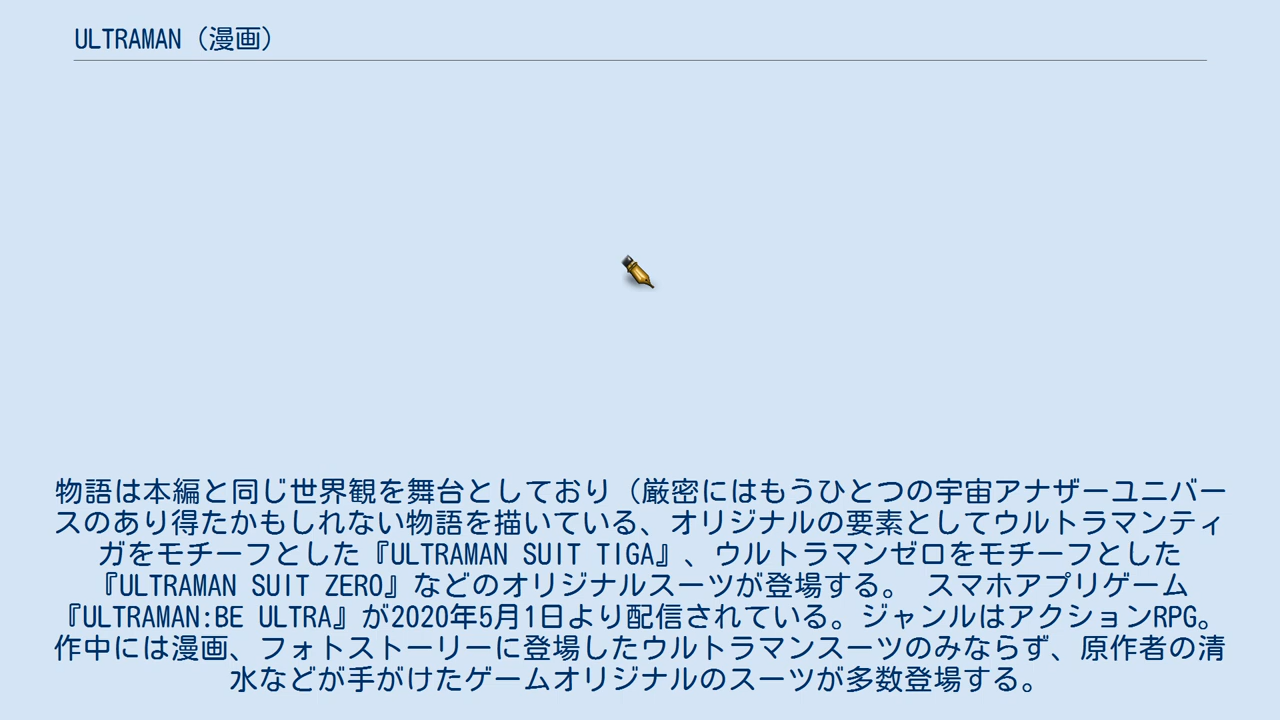 ULTRAMAN（漫画）
物語は本編と同じ世界観を舞台としており（厳密にはもうひとつの宇宙アナザーユニバー
スのあり得たかもしれない物語を描いている、オリジナルの要素としてウルトラマンティ
ガをモチーフとした『ULTRAMAN SUIT TIGA』、ウルトラマンゼロをモチーフとした
『ULTRAMAN SUIT ZERO』などのオリジナルスーツが登場する。 スマホアプリゲーム
『ULTRAMAN:BE ULTRA』が2020年5月1日より配信されている。ジャンルはアクションRPG。
作中には漫画、フォトストーリーに登場したウルトラマンスーツのみならず、原作者の清
水などが手がけたゲームオリジナルのスーツが多数登場する。